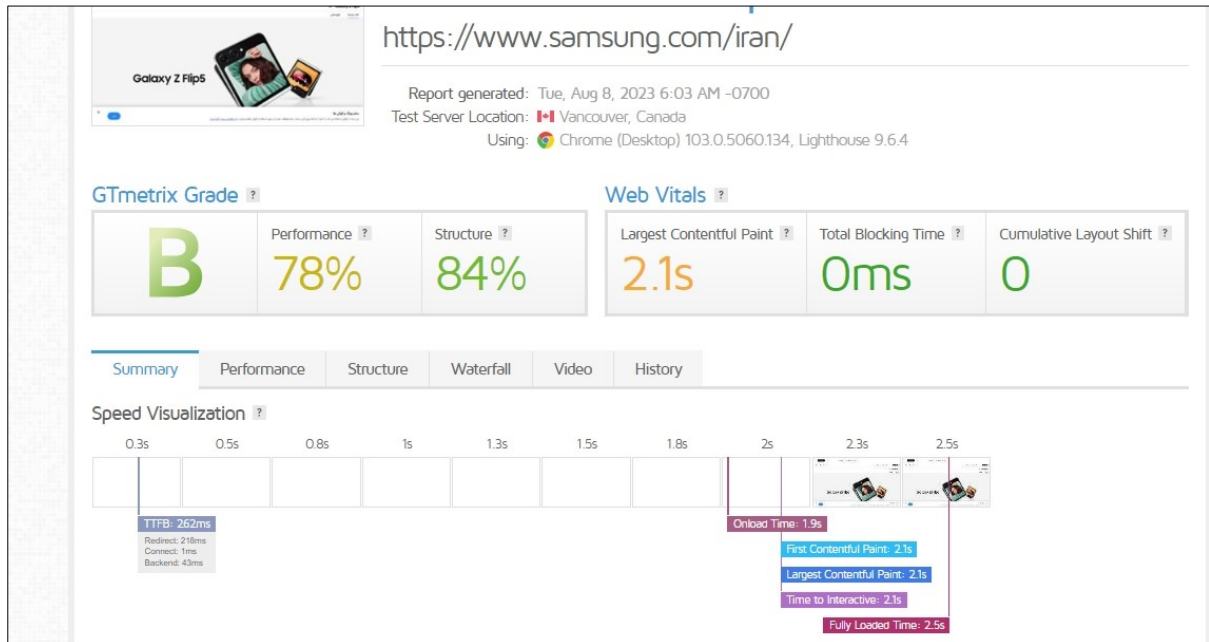 Galaxy Z Flip5
https://www.samsung.com/iran/
Report generated: Tue, Aug 8, 2023 6:03 AM -0700
Test Server Location: Vancouver, Canada
Using: Chrome (Desktop) 103.0.5060.134, Lighthouse 9.6.4
GTmetrix Grade ?
Web Vitals ?
B
Performance ?
78%
Structure ?
84%
Largest Contentful Paint ?
2.1s
Total Blocking Time ?
0ms
Cumulative Layout Shift ?
0
Summary Performance Structure Waterfall Video History
Speed Visualization ?
0.3s 0.5s 0.8s 1s 1.3s 1.5s 1.8s 2s 2.3s 2.5s
TTFB: 262ms
Redirect: 218ms
Connect: 1ms
Backend: 43ms
Onload Time: 1.9s
First Contentful Paint: 2.1s
Largest Contentful Paint: 2.1s
Time to Interactive: 2.1s
Fully Loaded Time: 2.5s